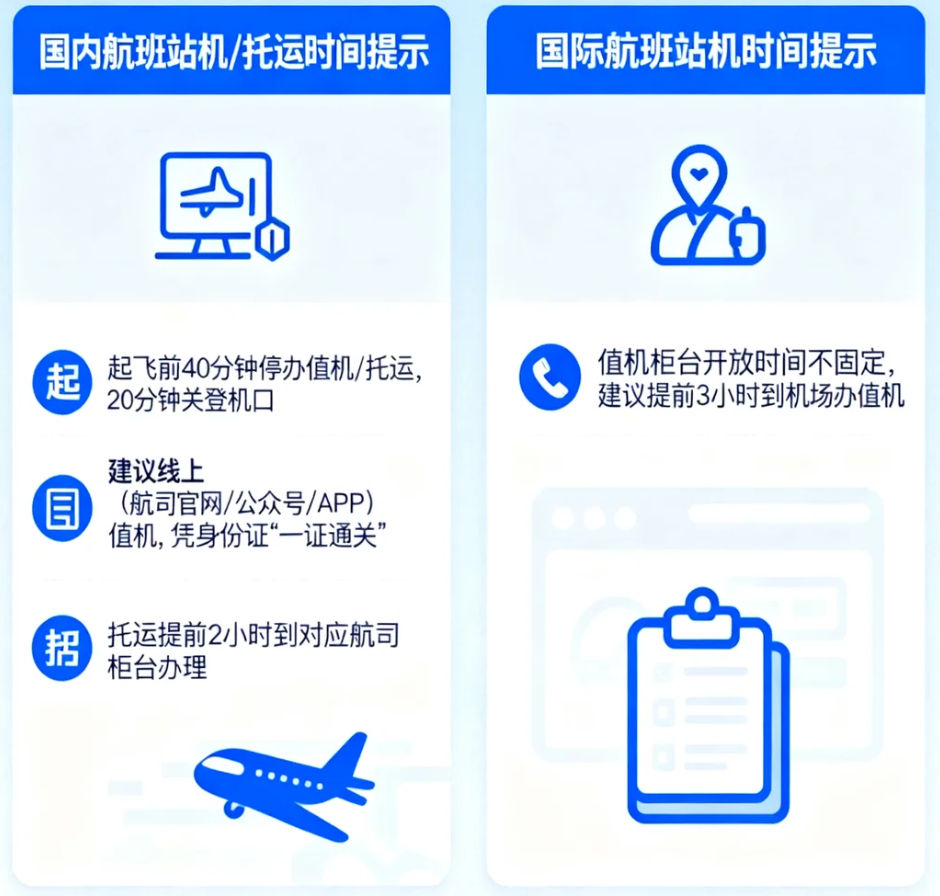 国内航班站机/托运时间提示
起
起飞前40分钟停办值机/托运,
20分钟关登机口
建议线上
（航司官网/公众号/APP）
值机, 凭身份证“一证通关”
托运提前2小时到对应航司
柜台办理
国际航班站机时间提示
值机柜台开放时间不固定,
建议提前3小时到机场办值机